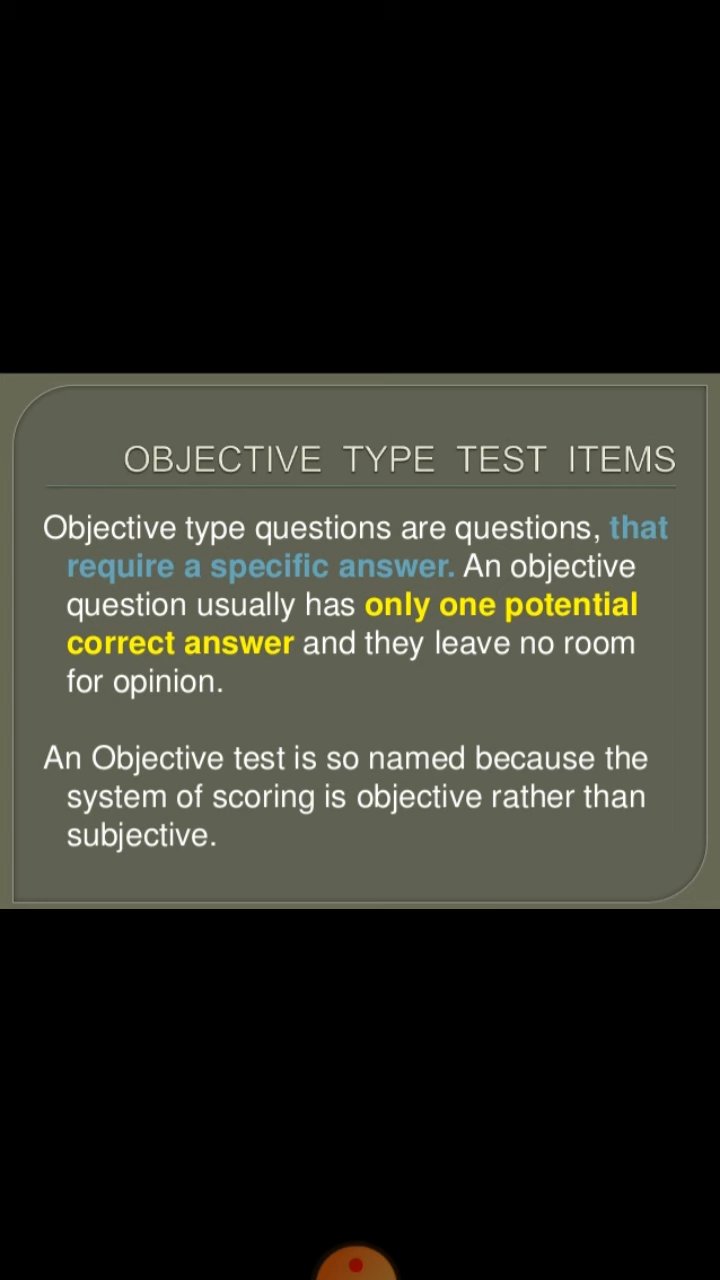 OBJECTIVE TYPE TEST ITEMS
Objective type questions are questions, that
require a specific answer. An objective
question usually has only one potential
correct answer and they leave no room
for opinion.
An Objective test is so named because the
system of scoring is objective rather than
subjective.